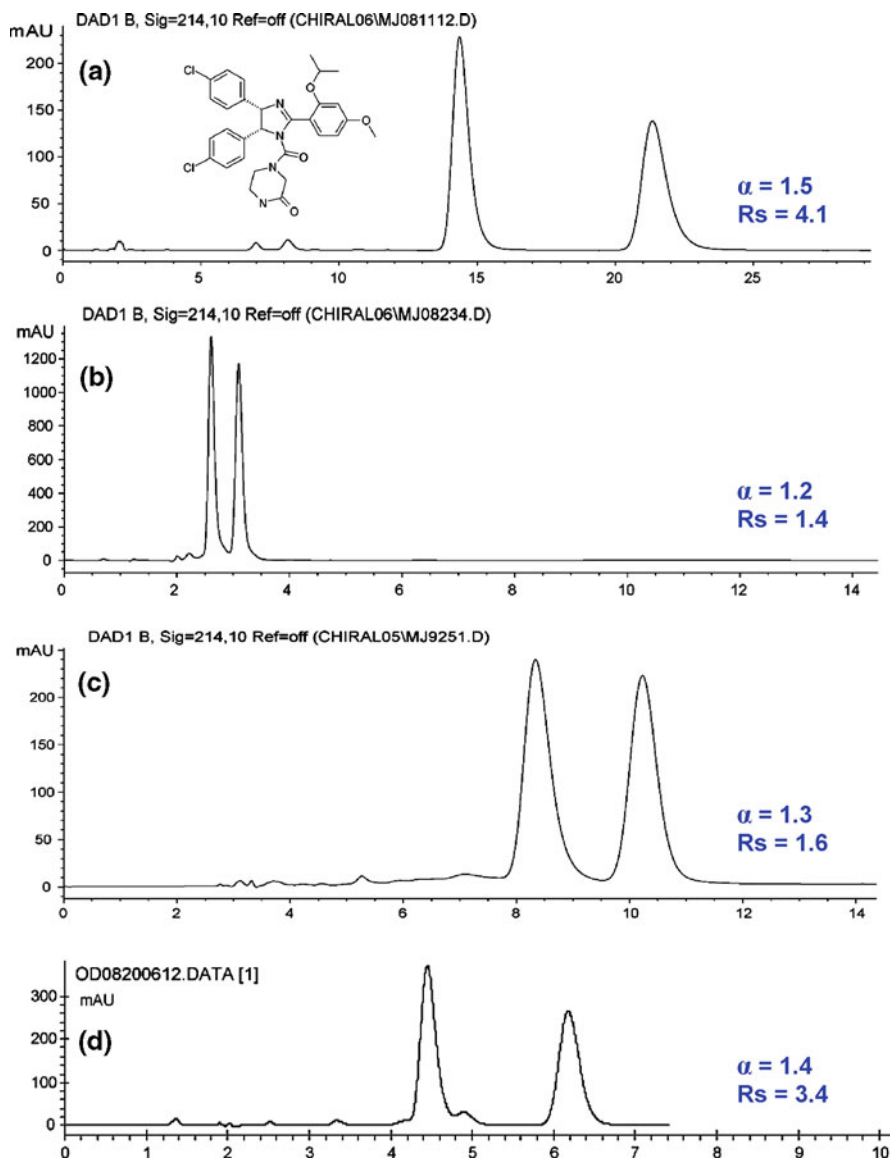 DAD1 B, Sig=214,10 Ref=off (CHIRAL06\MJ081112.D)
mAU
(a)
200
150
100
50
0
Cl
N
O
O
N
Cl
O
N
N
O
α = 1.5
Rs = 4.1
0 5 10 15 20 25
DAD1 B, Sig=214,10 Ref=off (CHIRAL06\MJ08234.D)
mAU
(b)
1200
1000
800
600
400
200
0
α = 1.2
Rs = 1.4
0 2 4 6 8 10 12 14
DAD1 B, Sig=214,10 Ref=off (CHIRAL05\MJ9251.D)
mAU
(c)
200
150
100
50
0
α = 1.3
Rs = 1.6
0 2 4 6 8 10 12 14
OD08200612.DATA [1]
mAU
(d)
300
200
100
0
α = 1.4
Rs = 3.4
0 1 2 3 4 5 6 7 8 9 10